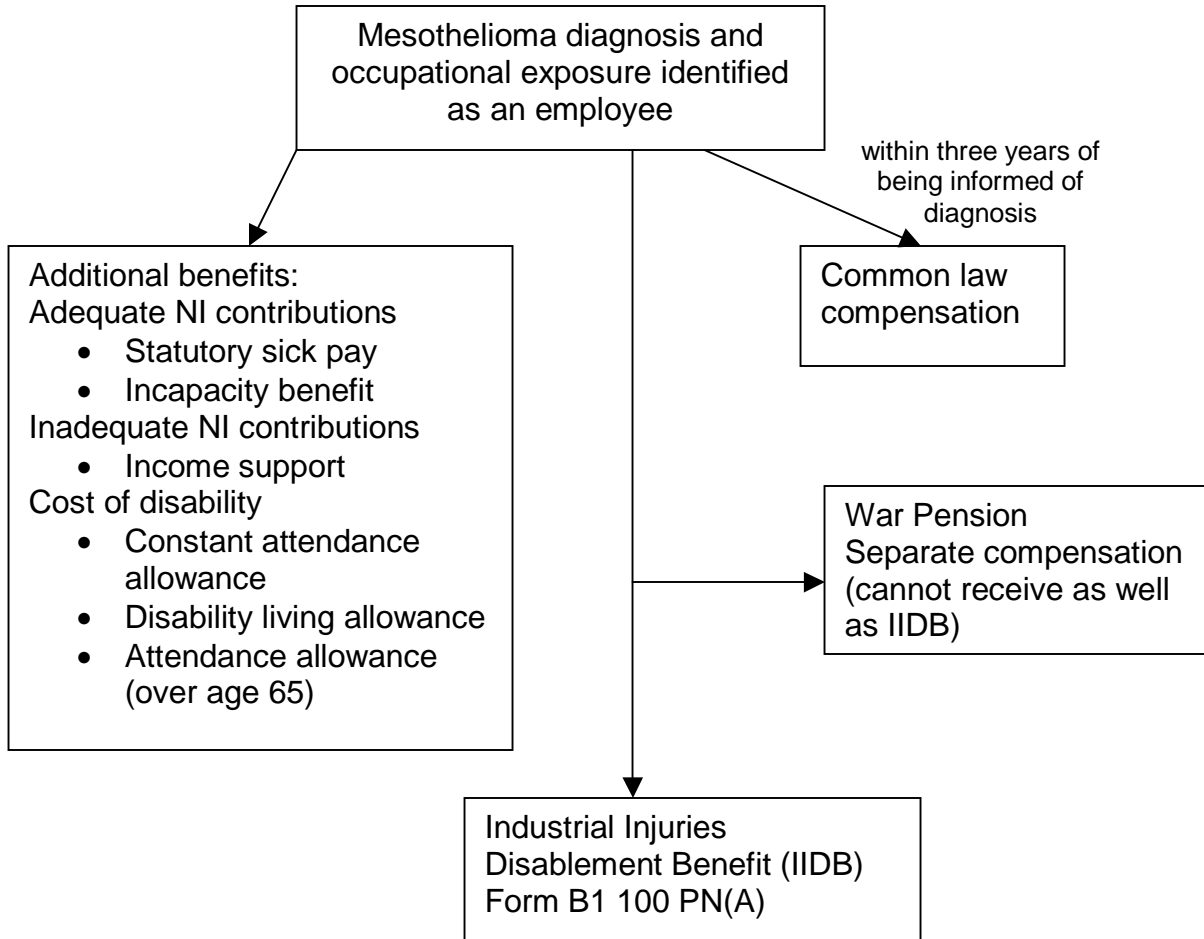 Mesothelioma diagnosis and
occupational exposure identified
as an employee
within three years of
being informed of
diagnosis
Additional benefits:
Adequate NI contributions
• Statutory sick pay
• Incapacity benefit
Inadequate NI contributions
• Income support
Cost of disability
• Constant attendance
allowance
• Disability living allowance
• Attendance allowance
(over age 65)
Common law
compensation
War Pension
Separate compensation
(cannot receive as well
as IIDB)
Industrial Injuries
Disablement Benefit (IIDB)
Form B1 100 PN(A)